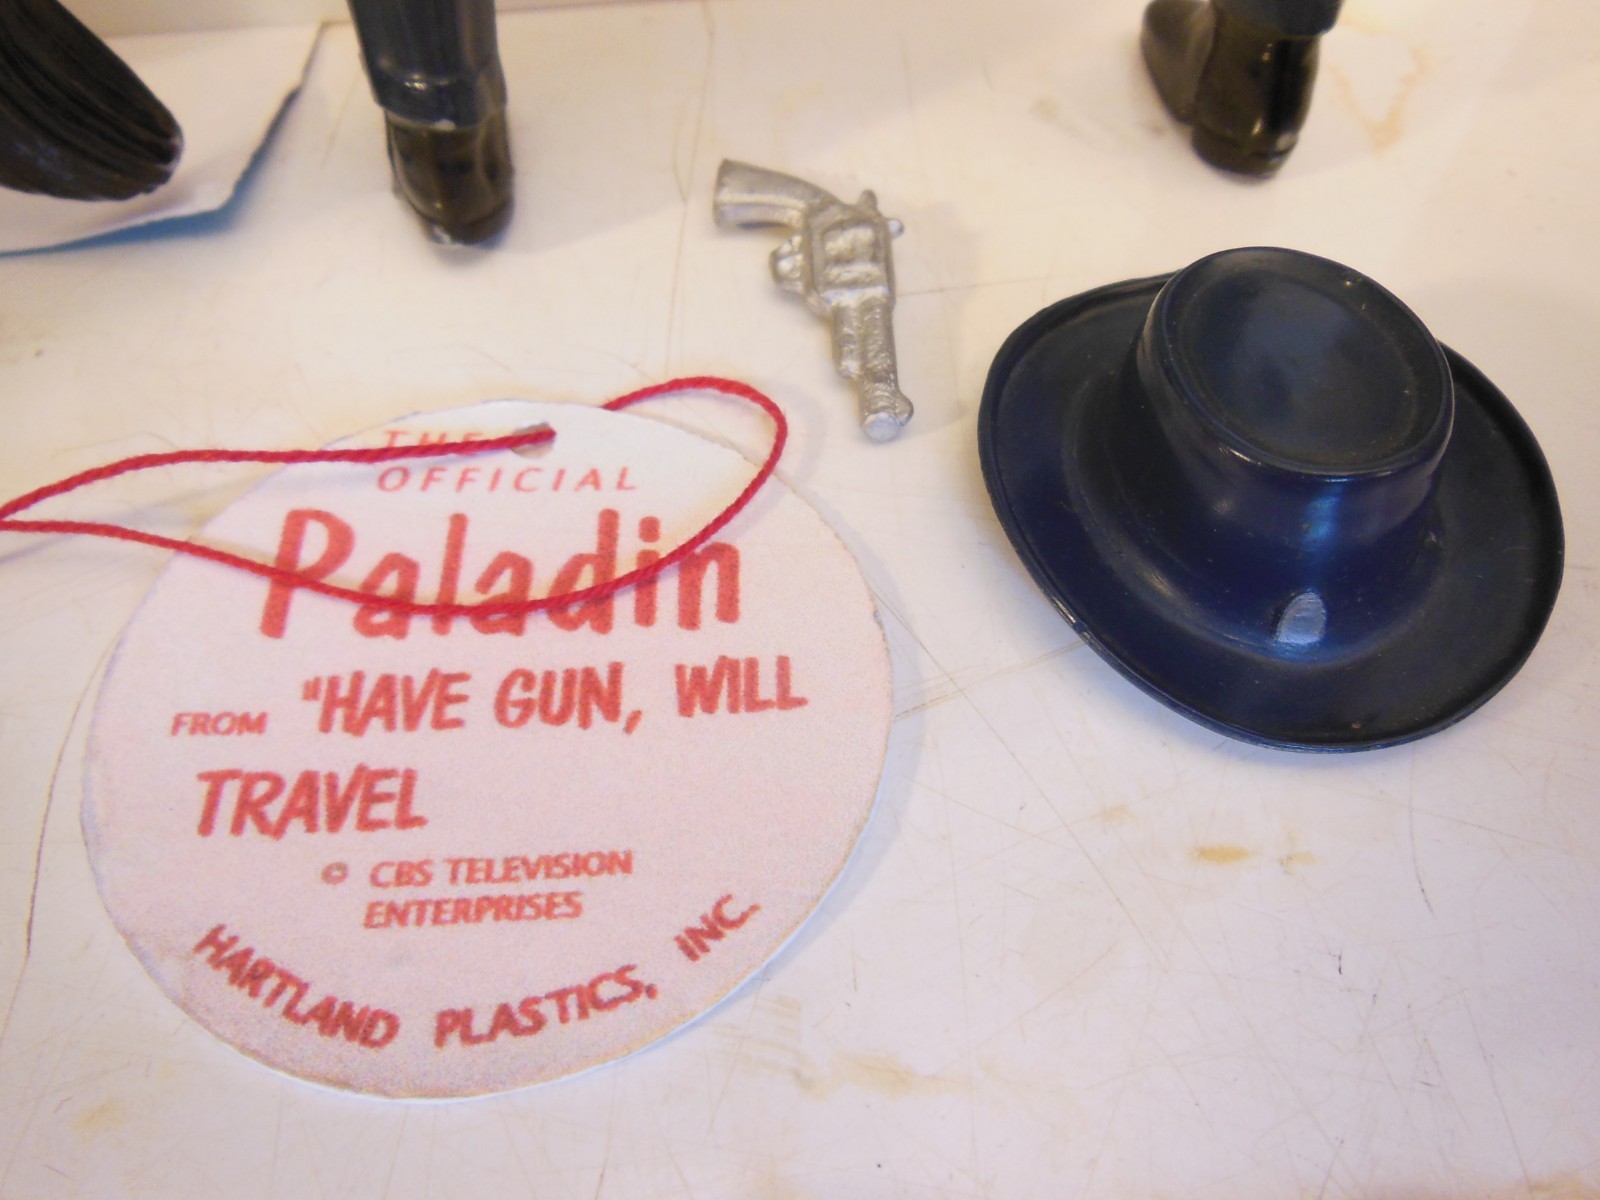 THE
OFFICIAL
Paladin
FROM "HAVE GUN, WILL
TRAVEL
© CBS TELEVISION
ENTERPRISES
HARTLAND PLASTICS, INC.